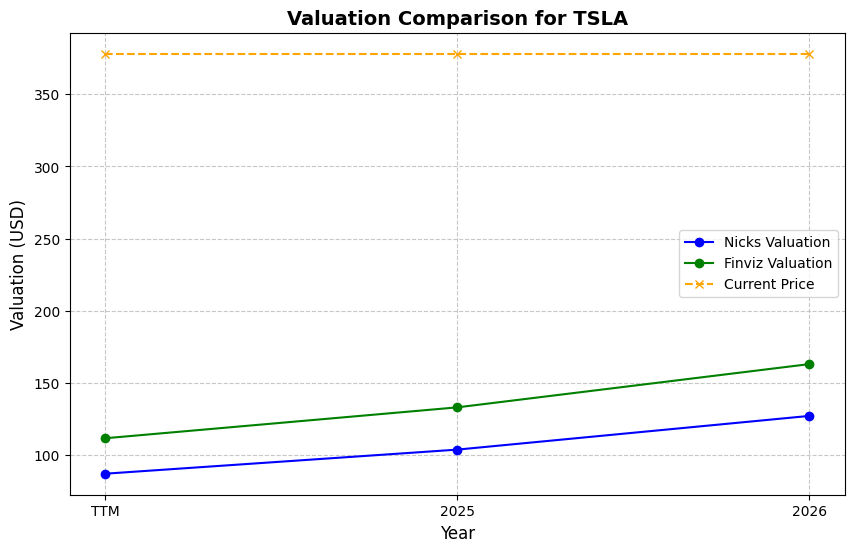 Valuation Comparison for TSLA
Valuation (USD)
350
300
250
200
150
100
Nicks Valuation
Finviz Valuation
Current Price
TTM
2025
2026
Year